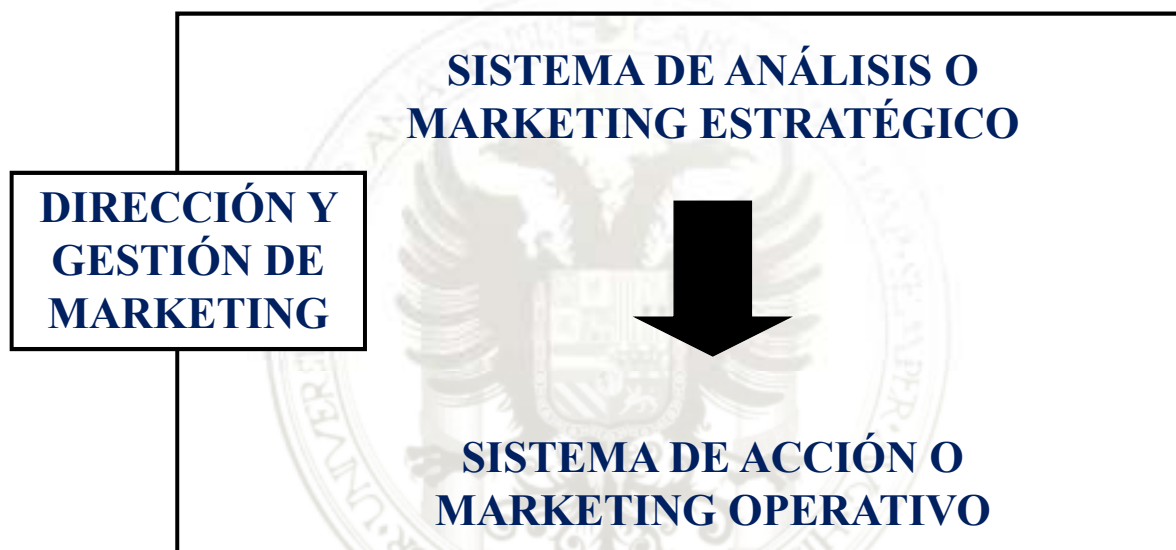 SISTEMA DE ANÁLISIS O
MARKETING ESTRATÉGICO
DIRECCIÓN Y
GESTIÓN DE
MARKETING
SISTEMA DE ACCIÓN O
MARKETING OPERATIVO